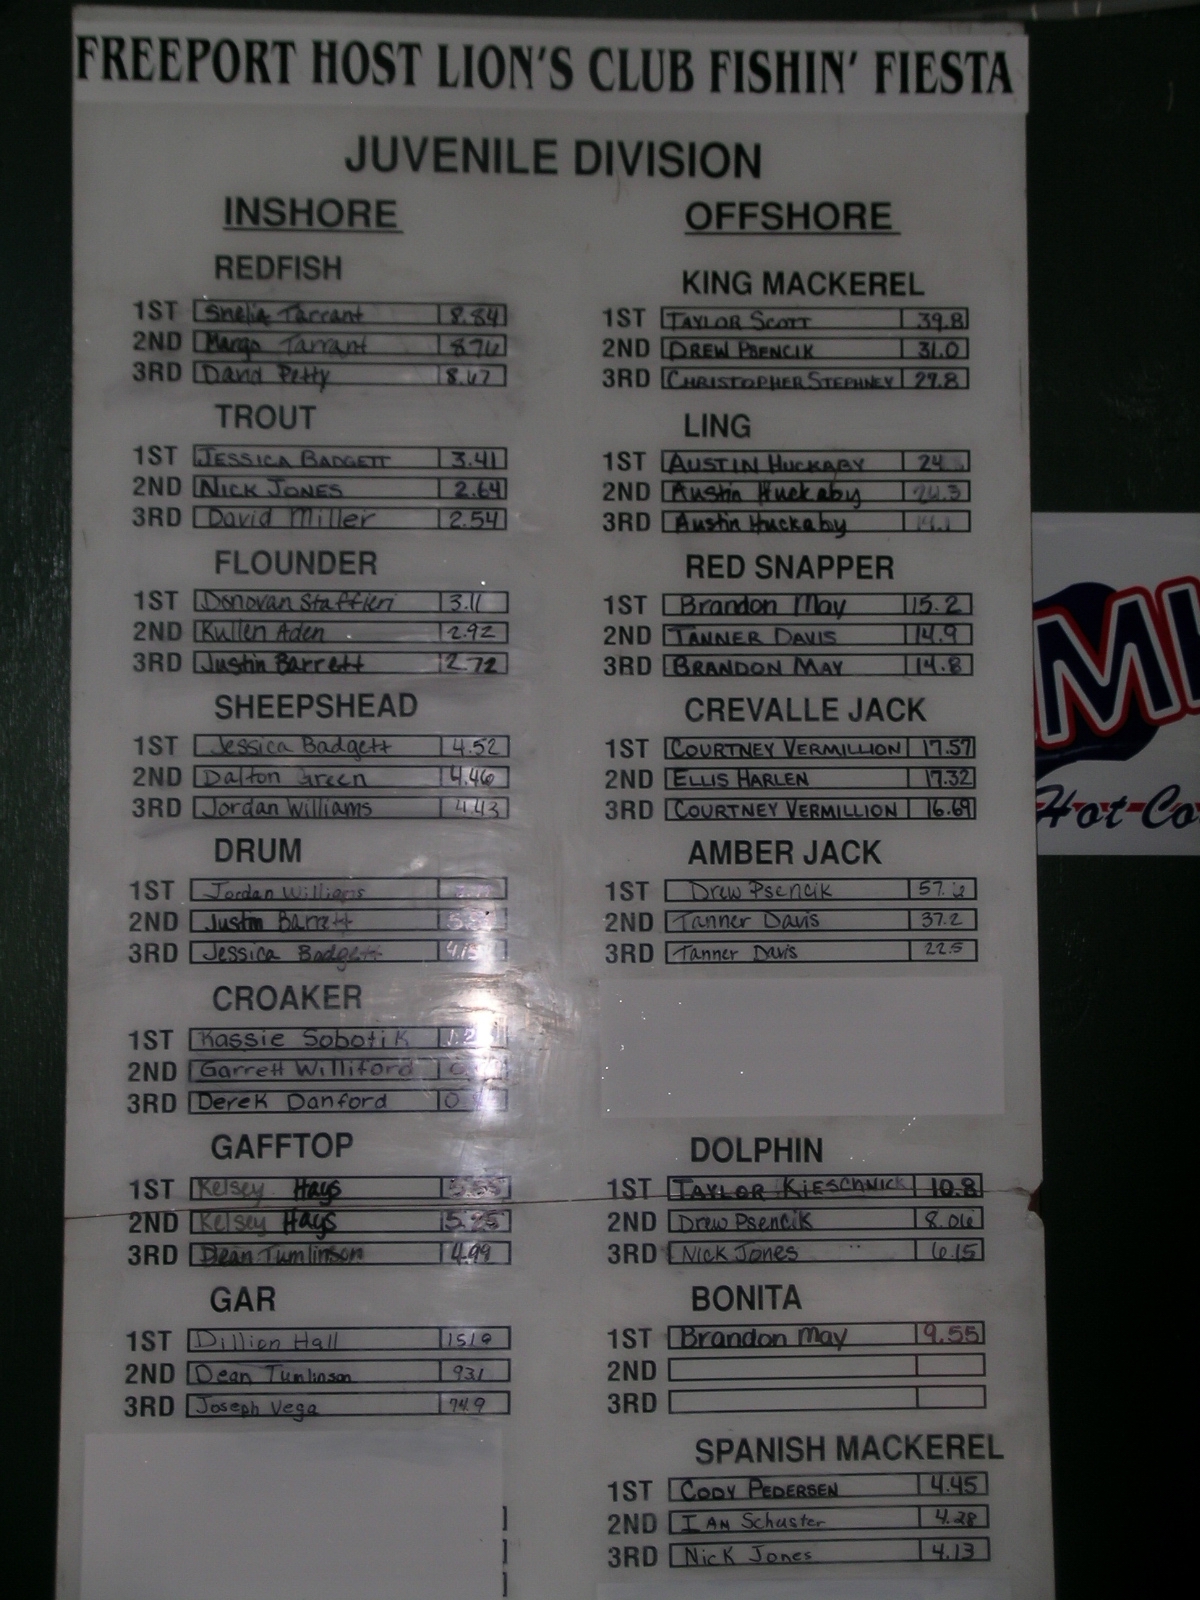 FREEPORT HOST LION'S CLUB FISHIN' FIESTA
JUVENILE DIVISION
INSHORE
REDFISH
1ST Shelia Tarrant 8.84
2ND Margo Tarrant 8.76
3RD David Petty 8.67
TROUT
1ST JESSICA BADGETT 3.41
2ND NICK JONES 2.64
3RD David Miller 2.54
FLOUNDER
1ST Donovan Staffieri 3.11
2ND Kullen Aden 2.92
3RD Justin Barrett 2.72
SHEEPSHEAD
1ST Jessica Badgett 4.52
2ND Dalton Green 4.46
3RD Jordan Williams 4.43
DRUM
1ST Jordan Williams
2ND Justin Barrett
3RD Jessica Badgett
CROAKER
1ST Kassie Sobotik
2ND Garrett Williford
3RD Derek Danford
GAFFTOP
1ST Kelsey Hays
2ND Kelsey Hays 5.25
3RD Dean Tumlinson 4.99
GAR
1ST Dillion Hall 151.9
2ND Dean Tumlinson 93.1
3RD Joseph Vega 74.9
OFFSHORE
KING MACKEREL
1ST TAYLOR SCOTT 39.8
2ND DREW PSENCIK 31.0
3RD CHRISTOPHER STEPHNEY 29.8
LING
1ST AUSTIN HUCKABY 24
2ND Austin Huckaby
3RD Austin Huckaby
RED SNAPPER
1ST Brandon May 15.2
2ND TANNER DAVIS 14.9
3RD BRANDON MAY 14.8
CREVALLE JACK
1ST COURTNEY VERMILLION 17.57
2ND ELLIS HARLEN 17.32
3RD COURTNEY VERMILLION 16.69
AMBER JACK
1ST Drew Psencik 57.6
2ND Tanner Davis 37.2
3RD Tanner Davis 22.5
DOLPHIN
1ST TAYLOR KIESCHNICK 10.8
2ND Drew Psencik 8.06
3RD NICK JONES 6.15
BONITA
1ST Brandon May 9.55
2ND
3RD
SPANISH MACKEREL
1ST CODY PEDERSEN 4.45
2ND IAN Schuster 4.28
3RD Nick Jones 4.13
Hot Co